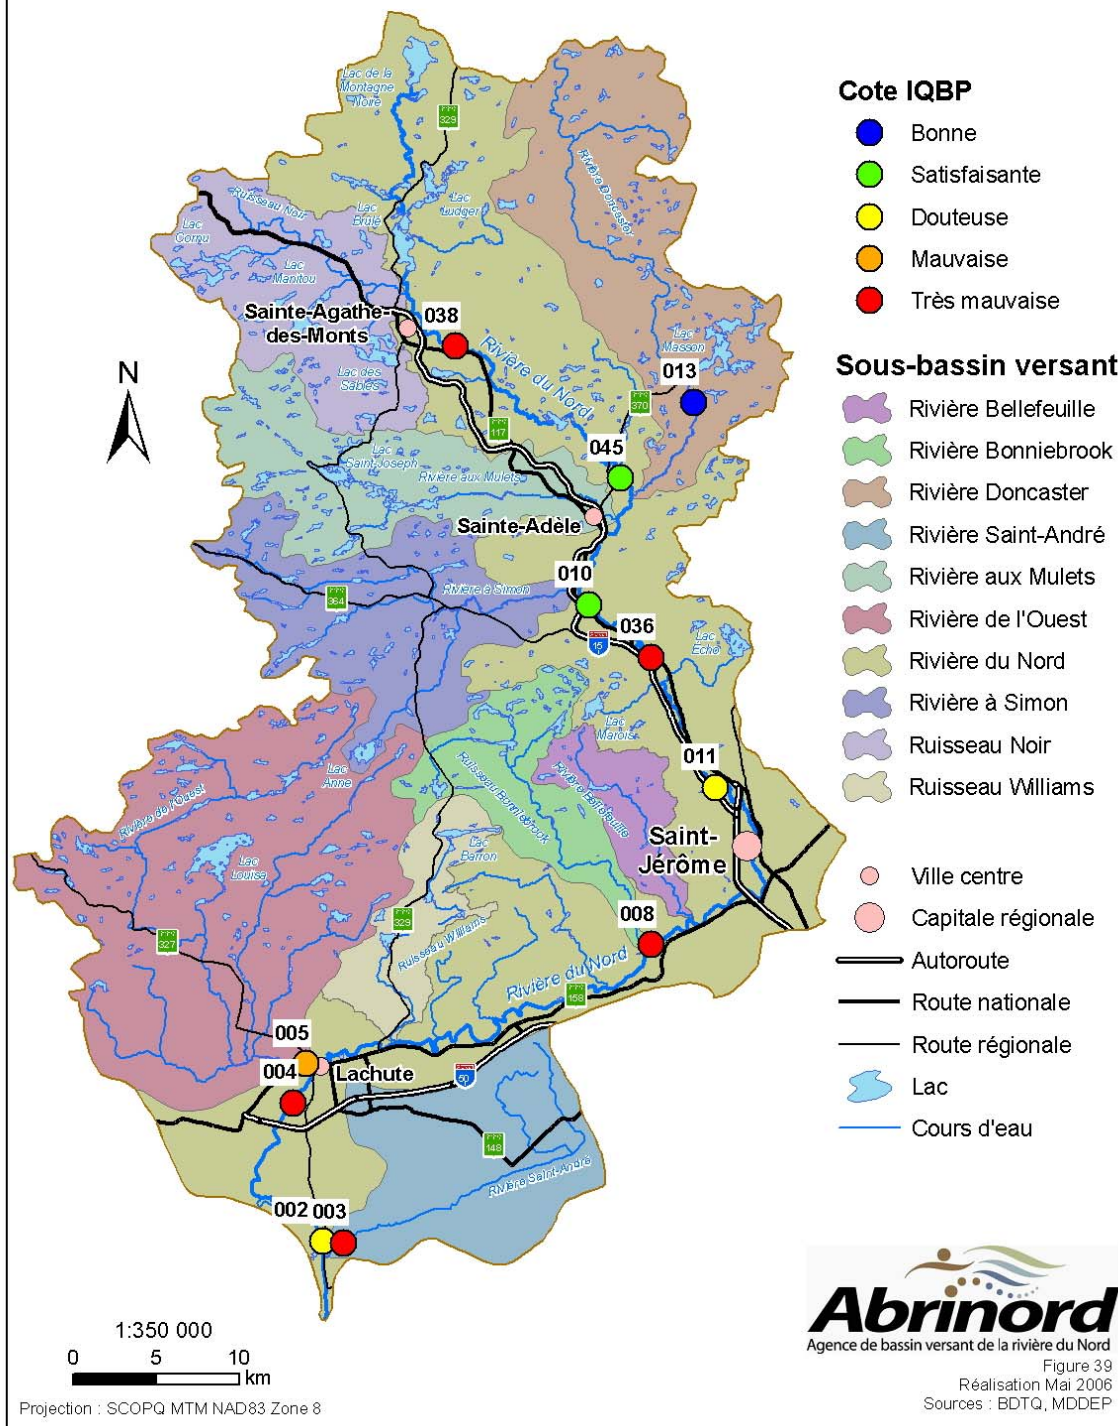 Lac de la
Montagne
Noire
329
Rivière Doncaster
Ruisseau Noir
Lac
Cornu
Lac
Brulé
Lac
Ludger
Lac
Manitou
Sainte-Agathe-
des-Monts
038
Rivière du Nord
Lac
Masson
013
Lac des
Sables
370
117
045
N
Lac
Saint-Joseph
Rivière aux Mulets
Sainte-Adèle
010
364
Rivière à Simon
036
15
Lac
Écho
Lac
Marois
011
Lac
Anne
Rivière de l'Ouest
Ruisseau Bonniebrook
Rivière Bellefeuille
Saint-
Jérôme
Lac
Barron
Lac
Louisa
008
327
329
Ruisseau Williams
Rivière du Nord
158
005
004
Lachute
50
148
Rivière Saint-André
002
003
Cote IQBP
Bonne
Satisfaisante
Douteuse
Mauvaise
Très mauvaise
Sous-bassin versant
Rivière Bellefeuille
Rivière Bonniebrook
Rivière Doncaster
Rivière Saint-André
Rivière aux Mulets
Rivière de l'Ouest
Rivière du Nord
Rivière à Simon
Ruisseau Noir
Ruisseau Williams
Ville centre
Capitale régionale
Autoroute
Route nationale
Route régionale
Lac
Cours d'eau
1:350 000
0 5 10
km
Projection : SCOPQ MTM NAD83 Zone 8
Abrinord
Agence de bassin versant de la rivière du Nord
Figure 39
Réalisation Mai 2006
Sources : BDTQ, MDDEP